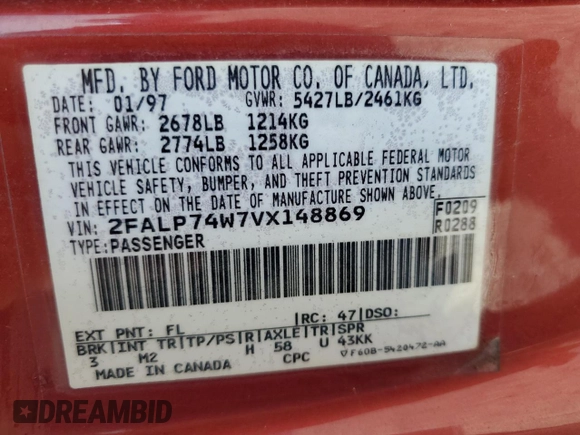 MFD. BY FORD MOTOR CO. OF CANADA, LTD.
DATE: 01/97 GVWR: 5427LB/2461KG
FRONT GAWR: 2678LB 1214KG
REAR GAWR: 2774LB 1258KG
THIS VEHICLE CONFORMS TO ALL APPLICABLE FEDERAL MOTOR
VEHICLE SAFETY, BUMPER, AND THEFT PREVENTION STANDARDS
IN EFFECT ON THE DATE OF MANUFACTURE SHOWN ABOVE.
VIN: 2FALP74W7VX148869 F0209
TYPE: PASSENGER R0288
RC: 47 DSO:
EXT PNT: FL
BRK INT TR TP/PS R AXLE TR SPR
3 M2 H 58 U 43KK
MADE IN CANADA CPC F60B-5420472-AA
DREAMBID